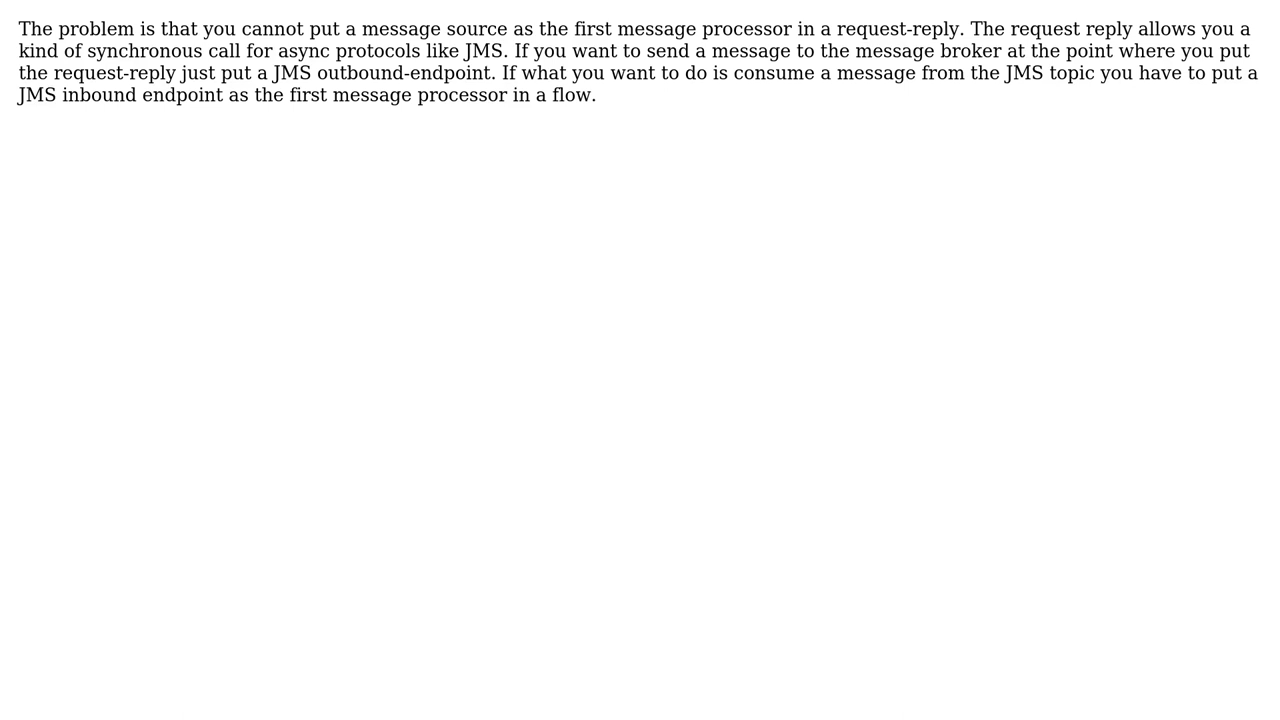 The problem is that you cannot put a message source as the first message processor in a request-reply. The request reply allows you a
kind of synchronous call for async protocols like JMS. If you want to send a message to the message broker at the point where you put
the request-reply just put a JMS outbound-endpoint. If what you want to do is consume a message from the JMS topic you have to put a
JMS inbound endpoint as the first message processor in a flow.